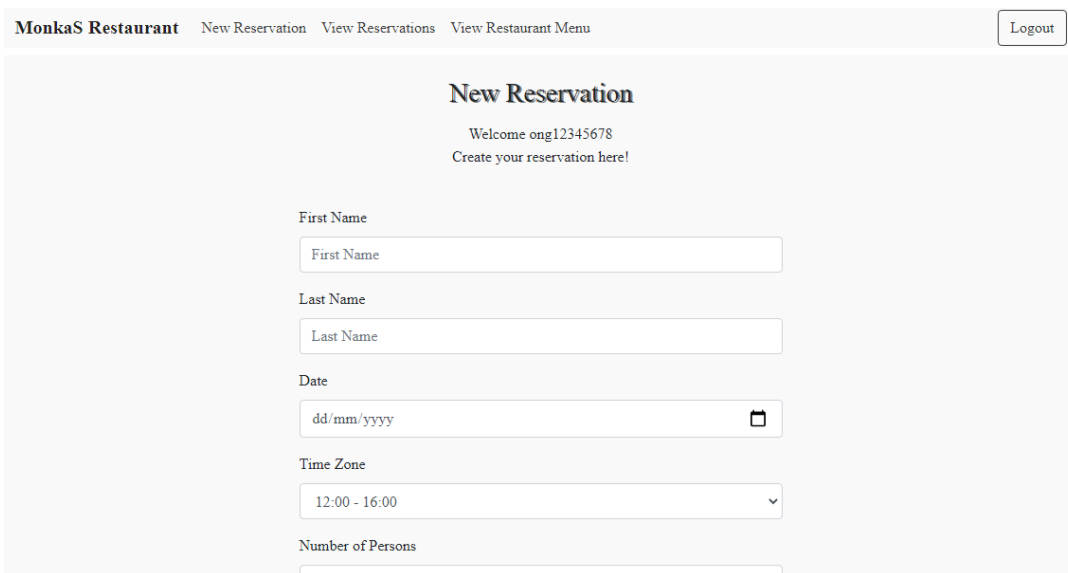 MonkaS Restaurant New Reservation View Reservations View Restaurant Menu Logout
New Reservation
Welcome ong12345678
Create your reservation here!
First Name
First Name
Last Name
Last Name
Date
dd/mm/yyyy
Time Zone
12:00 - 16:00
Number of Persons